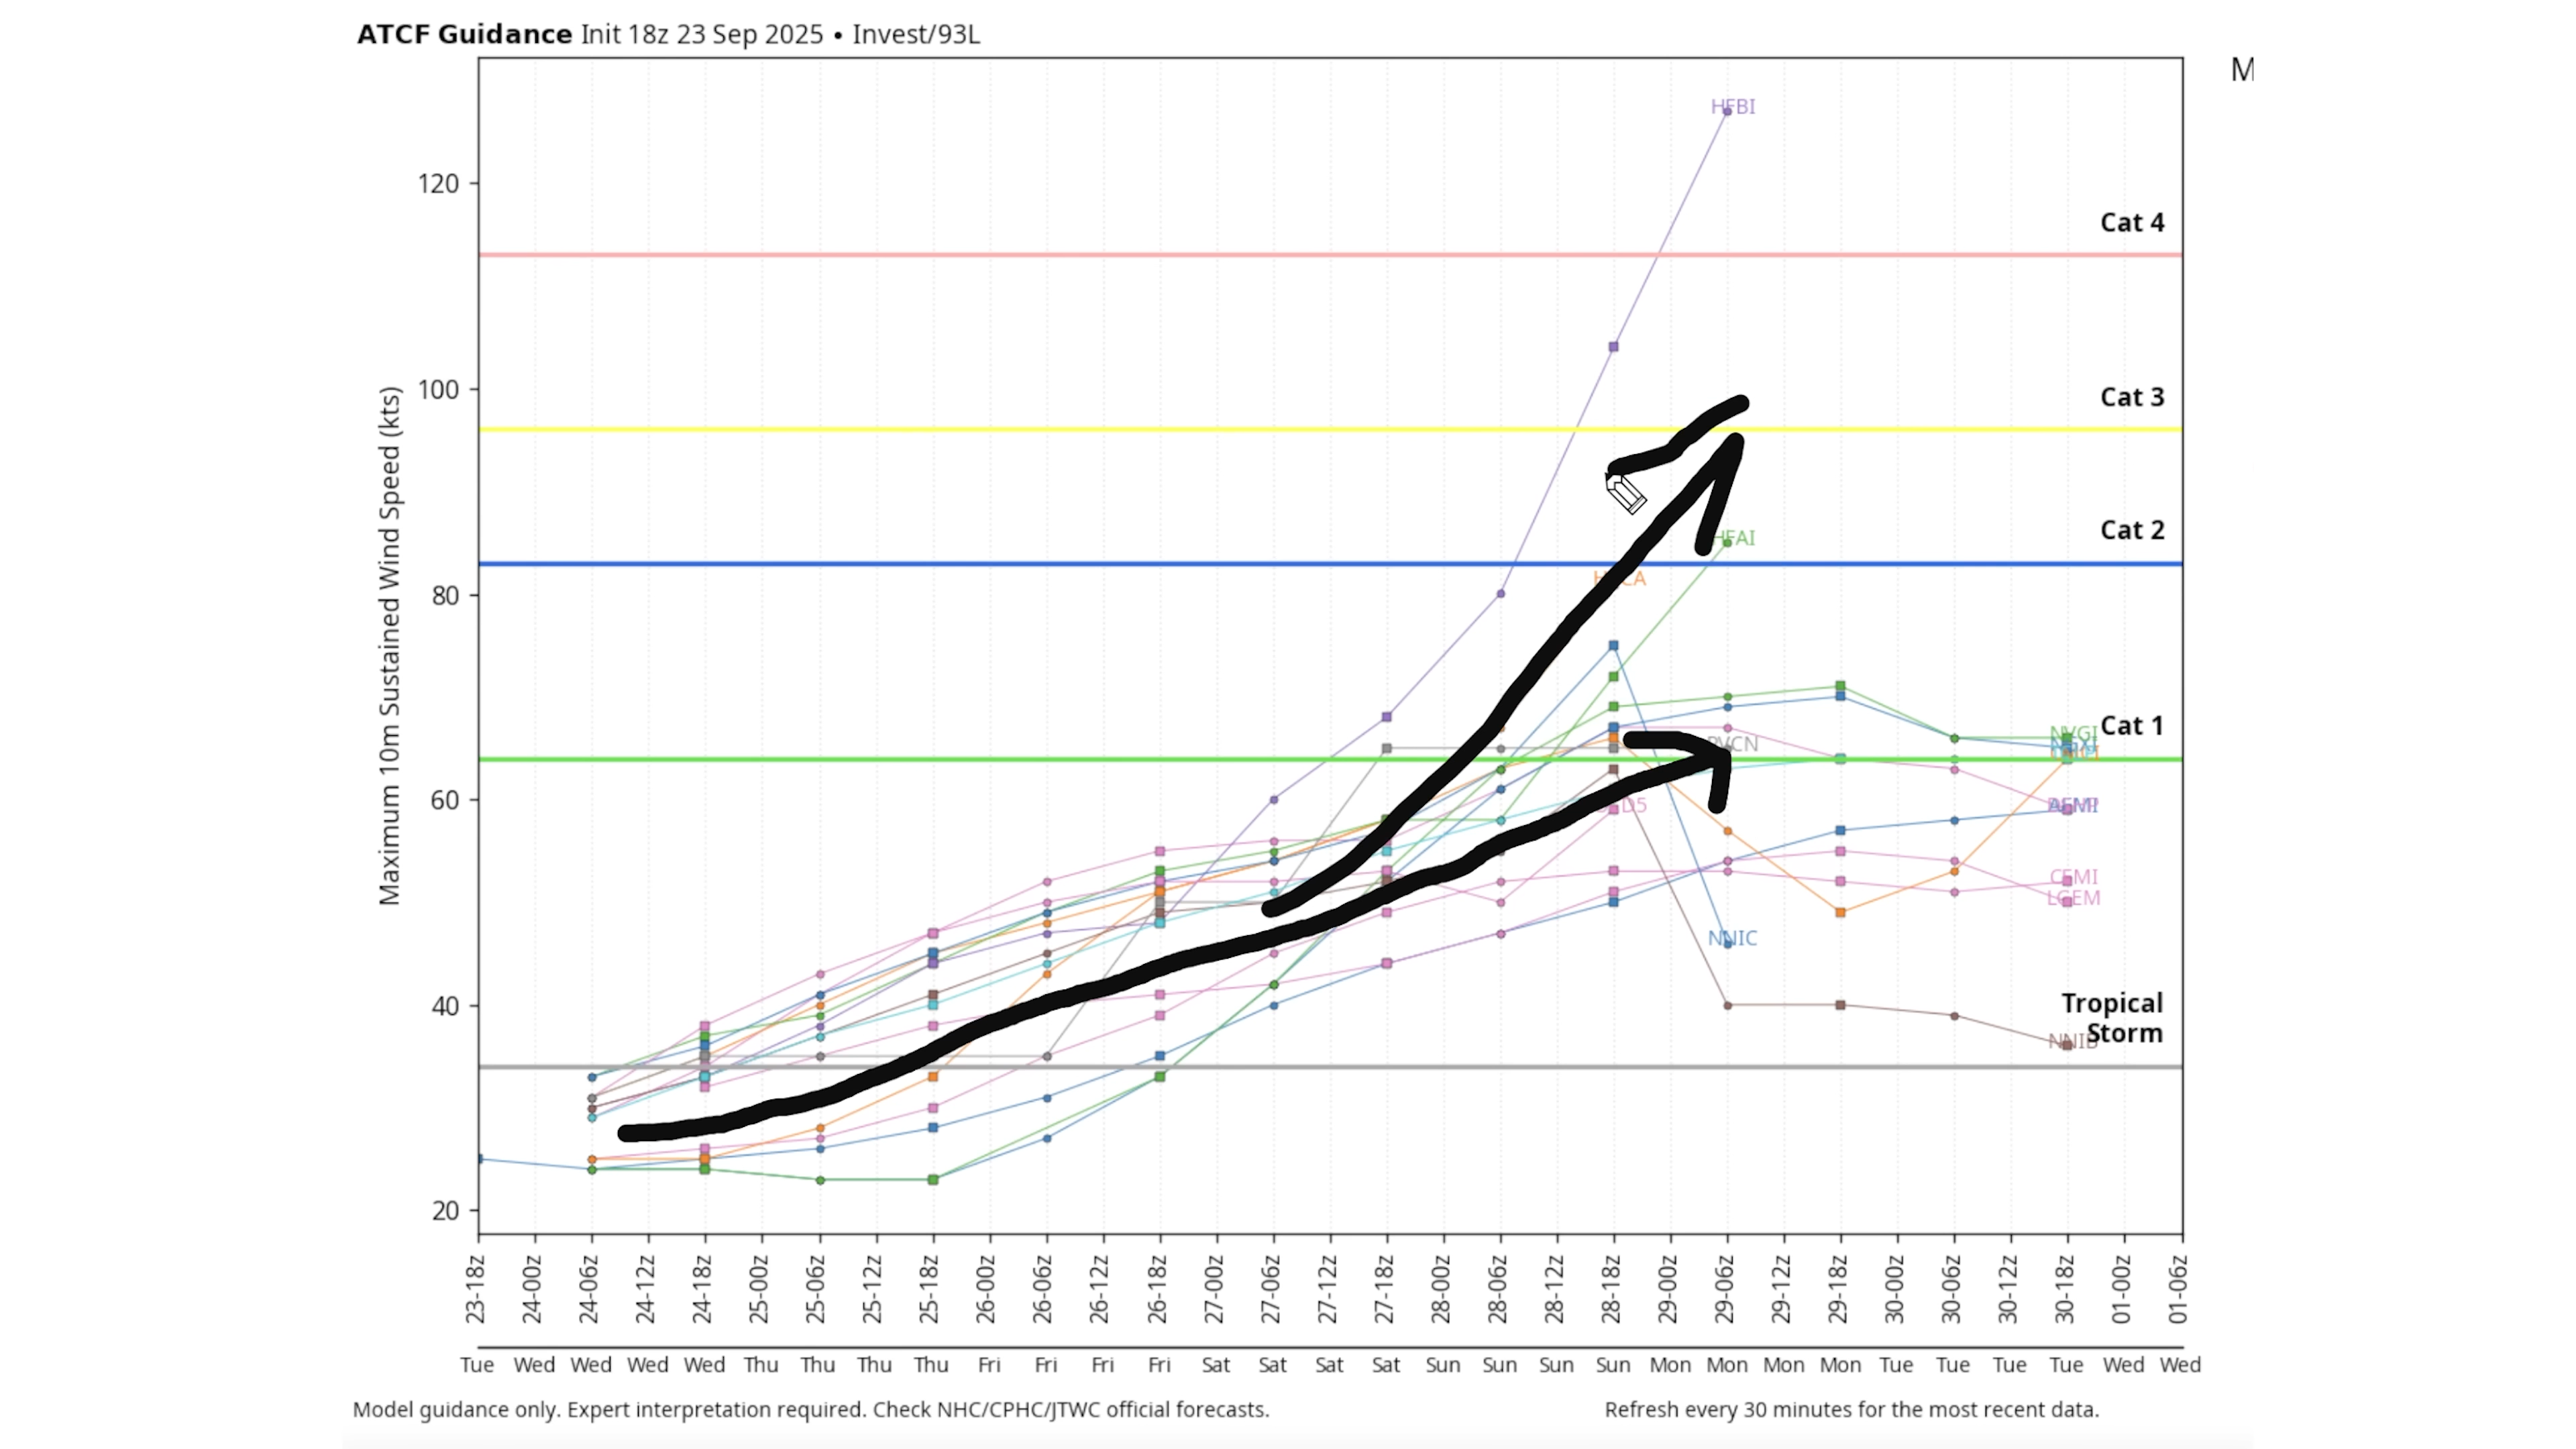 ATCF Guidance Init 18z 23 Sep 2025 • Invest/93L
M
HFBI
120
Cat 4
100
Cat 3
HFAI
Cat 2
80
Cat 1
NVGI
PVCN
60
D5
CEMI
LGEM
NNIC
40
Tropical
Storm
NNIB
20
Maximum 10m Sustained Wind Speed (kts)
23-18z 24-00z 24-06z 24-12z 24-18z 25-00z 25-06z 25-12z 25-18z 26-00z 26-06z 26-12z 26-18z 27-00z 27-06z 27-12z 27-18z 28-00z 28-06z 28-12z 28-18z 29-00z 29-06z 29-12z 29-18z 30-00z 30-06z 30-12z 30-18z 01-00z 01-06z
Tue Wed Wed Wed Wed Thu Thu Thu Thu Fri Fri Fri Fri Sat Sat Sat Sat Sun Sun Sun Sun Mon Mon Mon Mon Tue Tue Tue Tue Wed Wed
Model guidance only. Expert interpretation required. Check NHC/CPHC/JTWC official forecasts.
Refresh every 30 minutes for the most recent data.